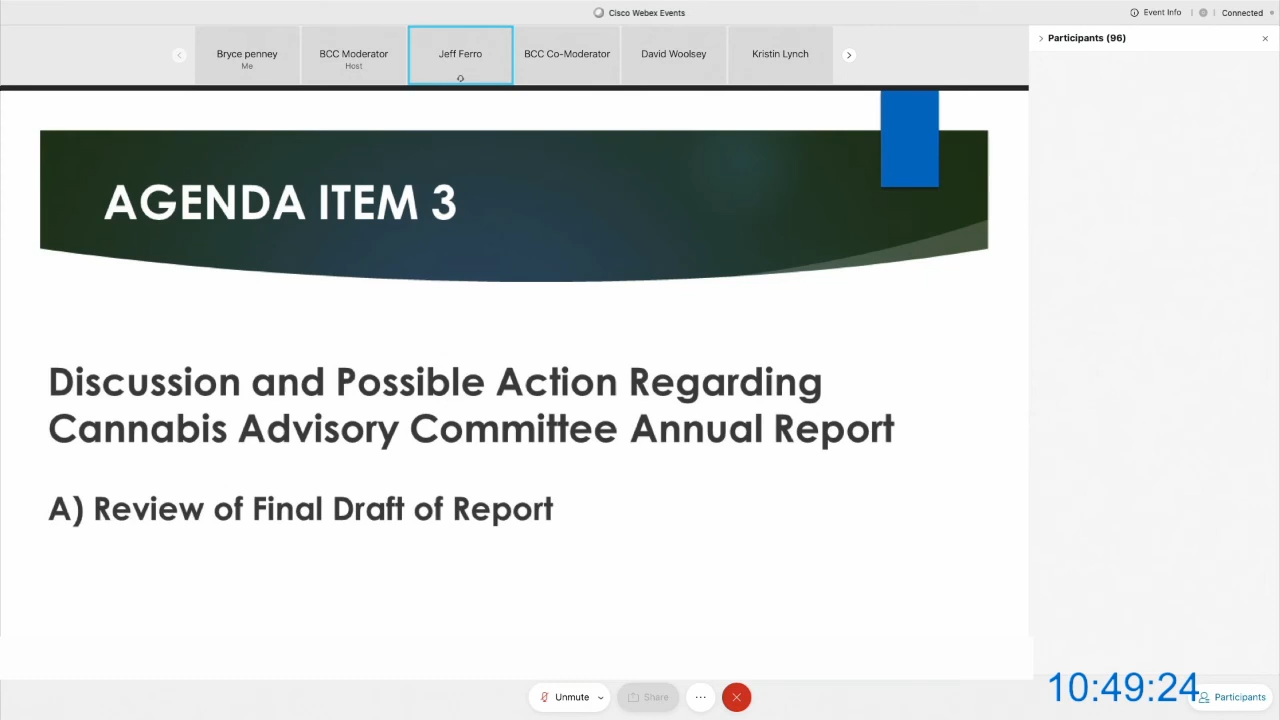 Cisco Webex Events
Event Info
Connected
Bryce penney
Me
BCC Moderator
Host
Jeff Ferro
BCC Co-Moderator
David Woolsey
Kristin Lynch
Participants (96)
AGENDA ITEM 3
Discussion and Possible Action Regarding
Cannabis Advisory Committee Annual Report
A) Review of Final Draft of Report
Unmute
Share
10:49:24
Participants